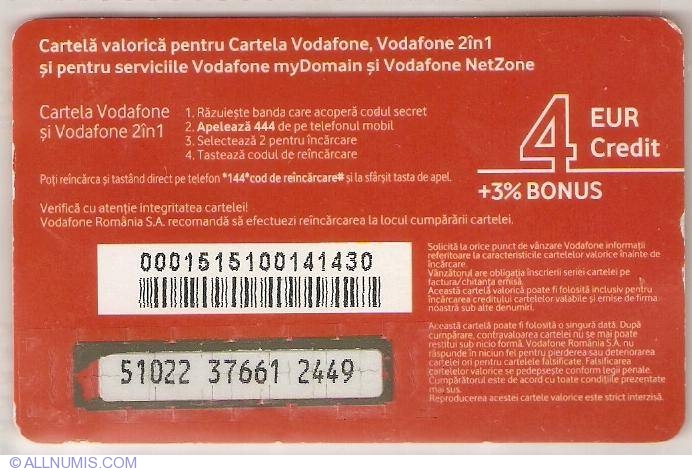 Cartelă valorică pentru Cartela Vodafone, Vodafone 2în1
și pentru serviciile Vodafone myDomain și Vodafone NetZone
Cartela Vodafone
și Vodafone 2în1
1. Răzuiește banda care acoperă codul secret
2. Apelează 444 de pe telefonul mobil
3. Selectează 2 pentru încărcare
4. Tastează codul de reîncărcare
4 EUR
Credit
+3% BONUS
Poți reîncărca și tastând direct pe telefon *144*cod de reîncărcare# și la sfârșit tasta de apel.
Verifică cu atenție integritatea cartelei!
Vodafone România S.A. recomandă să efectuezi reîncărcarea la locul cumpărării cartelei.
0001515100141430
51022 37661 2449
Solicită la orice punct de vânzare Vodafone informații
referitoare la caracteristicile cartelelor valorice înainte de
încărcare.
Vânzătorul are obligația înscrierii seriei cartelei pe
factura/chitanța emisă.
Această cartelă valorică poate fi folosită inclusiv pentru
încărcarea creditului cartelelor valabile și emise de firma
noastră sub alte denumiri.
Această cartelă poate fi folosită o singură dată. După
cumpărare, contravaloarea cartelei nu se mai poate
restitui sub nicio formă. Vodafone România S.A. nu
răspunde în niciun fel pentru pierderea sau deteriorarea
cartelei ori pentru cartelele falsificate. Falsificarea
cartelelor valorice se pedepsește conform legii penale.
Cumpărătorul este de acord cu toate condițiile prezentate
mai sus.
Reproducerea acestei cartele valorice este strict interzisă.
© ALLNUMIS.COM